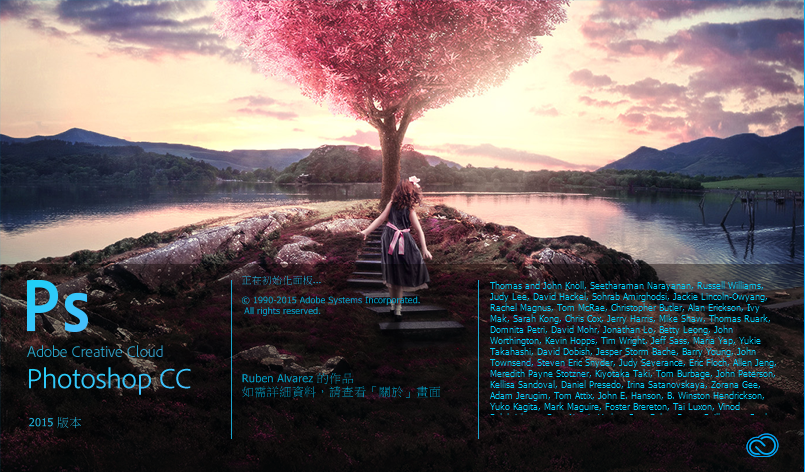 Ps
Adobe Creative Cloud
Photoshop CC
2015 版本
正在初始化面板...
© 1990-2015 Adobe Systems Incorporated.
All rights reserved.
Ruben Alvarez 的作品
如需詳細資料，請查看「關於」畫面
Thomas and John Knoll, Seetharaman Narayanan, Russell Williams,
Judy Lee, David Hackel, Sohrab Amirghodsi, Jackie Lincoln-Owyang,
Rachel Magnus, Tom McRae, Christopher Butler, Alan Erickson, Ivy
Mak, Sarah Kong, Chris Cox, Jerry Harris, Mike Shaw, Thomas Ruark,
Domnita Petri, David Mohr, Jonathan Lo, Betty Leong, John
Worthington, Kevin Hopps, Tim Wright, Jeff Sass, Maria Yap, Yukie
Takahashi, David Dobish, Jesper Storm Bache, Barry Young, John
Townsend, Steven Eric Snyder, Judy Severance, Eric Floch, Allen Jeng,
Meredith Payne Stotzner, Kiyotaka Taki, Tom Burbage, John Peterson,
Kellisa Sandoval, Daniel Presedo, Irina Satanovskaya, Zorana Gee,
Adam Jerugim, Tom Attix, John E. Hanson, B. Winston Hendrickson,
Yuko Kagita, Mark Maguire, Foster Brereton, Tai Luxon, Vinod